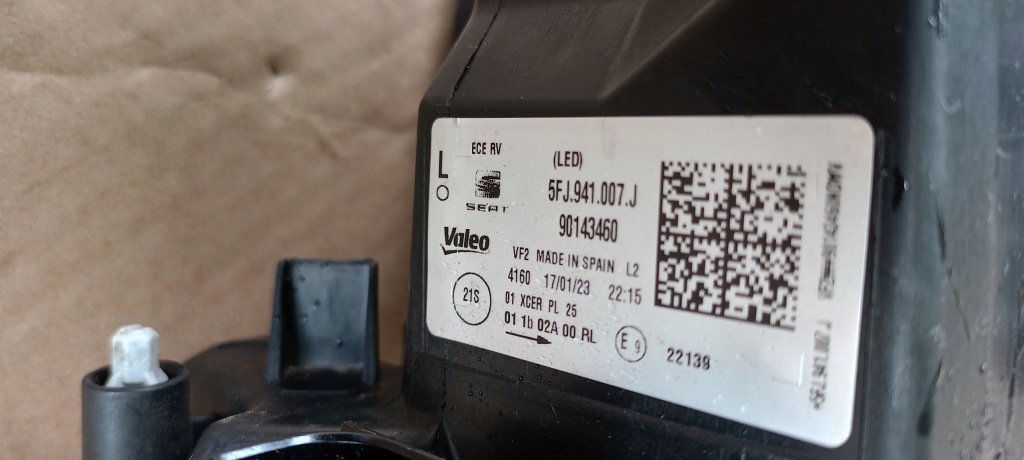 L
ECE RV
(LED)
SEAT
5FJ.941.007.J
90143460
Valeo
VF2 MADE IN SPAIN L2
4160 17/01/23 22:15
21S
01 XCER PL 25
01 1b 02A 00 RL
E 9
22139